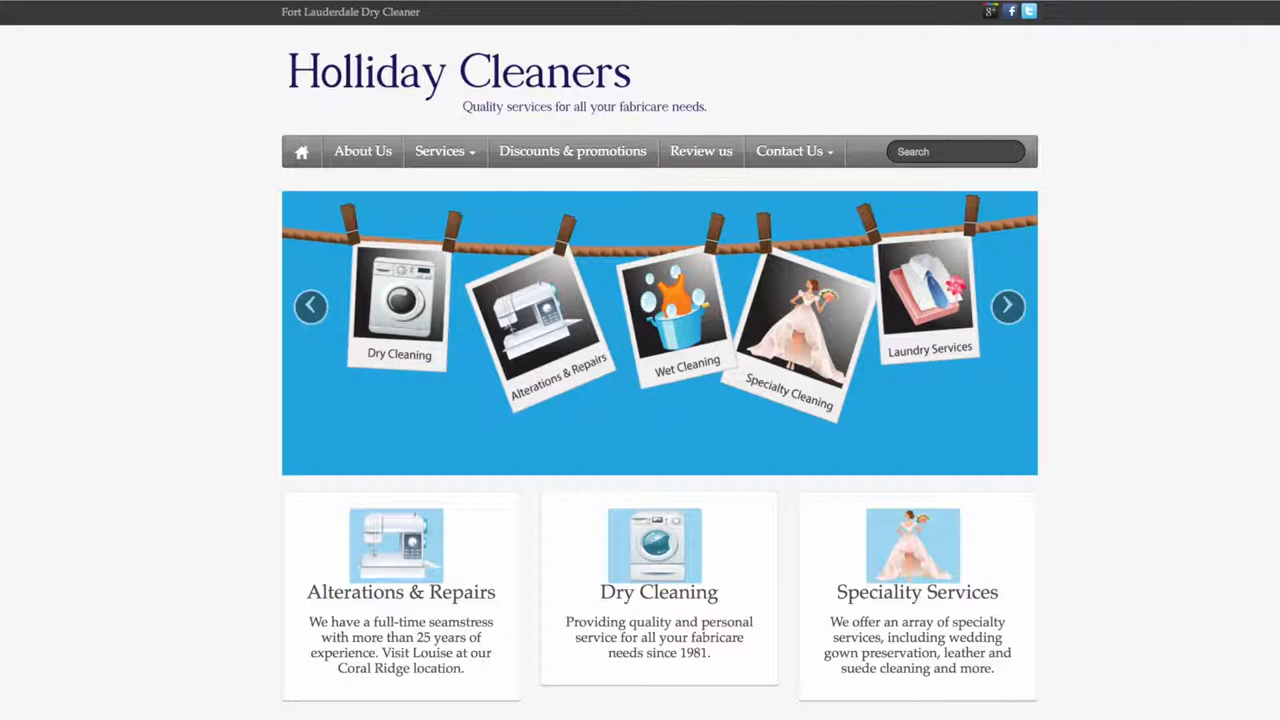 Fort Lauderdale Dry Cleaner
g+ f t
Holliday Cleaners
Quality services for all your fabricare needs.
About Us Services Discounts & promotions Review us Contact Us Search
Dry Cleaning
Alterations & Repairs
Wet Cleaning
Specialty Cleaning
Laundry Services
Alterations & Repairs
We have a full-time seamstress
with more than 25 years of
experience. Visit Louise at our
Coral Ridge location.
Dry Cleaning
Providing quality and personal
service for all your fabricare
needs since 1981.
Speciality Services
We offer an array of specialty
services, including wedding
gown preservation, leather and
suede cleaning and more.